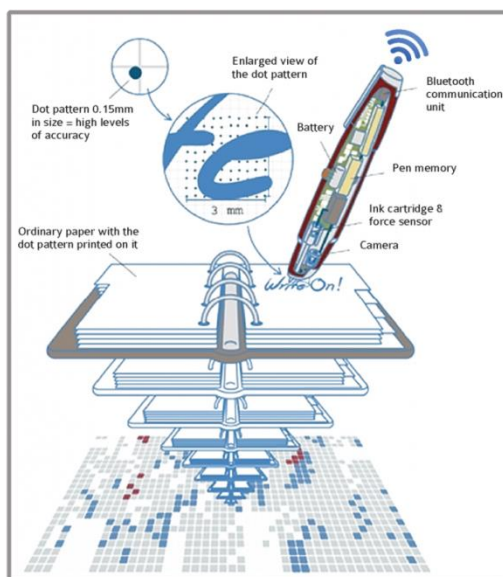 Enlarged view of
the dot pattern
Bluetooth
communication
unit
Dot pattern 0.15mm
in size = high levels
of accuracy
Battery
Pen memory
3 mm
Ink cartridge &
force sensor
Ordinary paper with the
dot pattern printed on it
Camera
Write On!